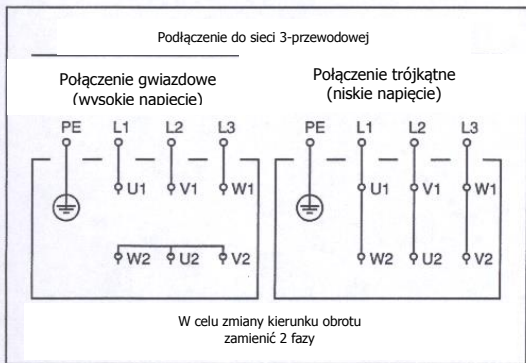 Podłączenie do sieci 3-przewodowej
Połączenie gwiazdowe
(wysokie napięcie)
Połączenie trójkątne
(niskie napięcie)
PE L1 L2 L3
PE L1 L2 L3
U1 V1 W1
U1 V1 W1
W2 U2 V2
W2 U2 V2
W celu zmiany kierunku obrotu
zamienić 2 fazy